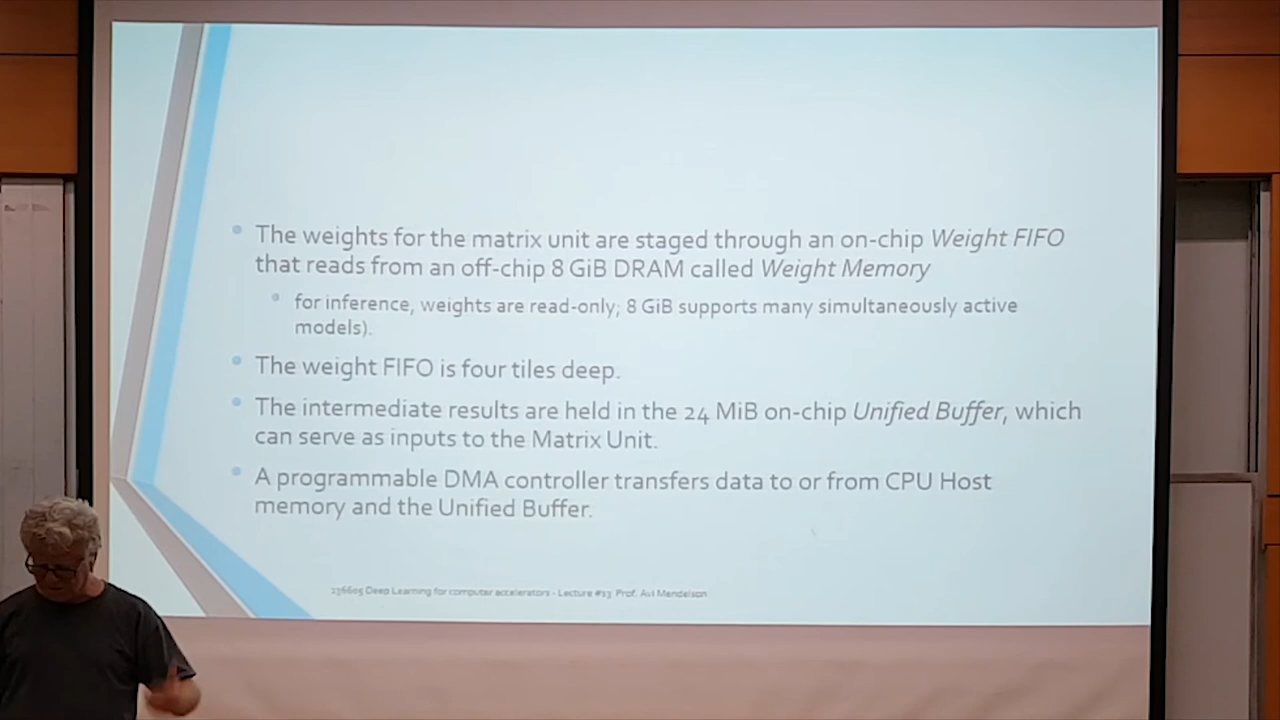 The weights for the matrix unit are staged through an on-chip Weight FIFO
that reads from an off-chip 8 GiB DRAM called Weight Memory
for inference, weights are read-only; 8 GiB supports many simultaneously active
models).
The weight FIFO is four tiles deep.
The intermediate results are held in the 24 MiB on-chip Unified Buffer, which
can serve as inputs to the Matrix Unit.
A programmable DMA controller transfers data to or from CPU Host
memory and the Unified Buffer.
236605 Deep Learning for computer accelerators - Lecture #13 Prof. Avi Mendelson